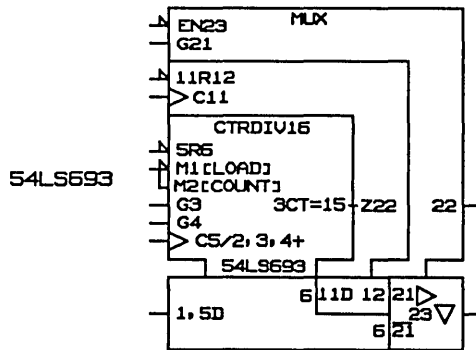 MUX
EN23
G21
11R12
C11
CTRDIV16
5R6
M1[LOAD]
54LS693
M2[COUNT]
G3 3CT=15 Z22 22
G4
C5/2,3,4+
54LS693
6 11D 12 21
1,5D 23
6 21